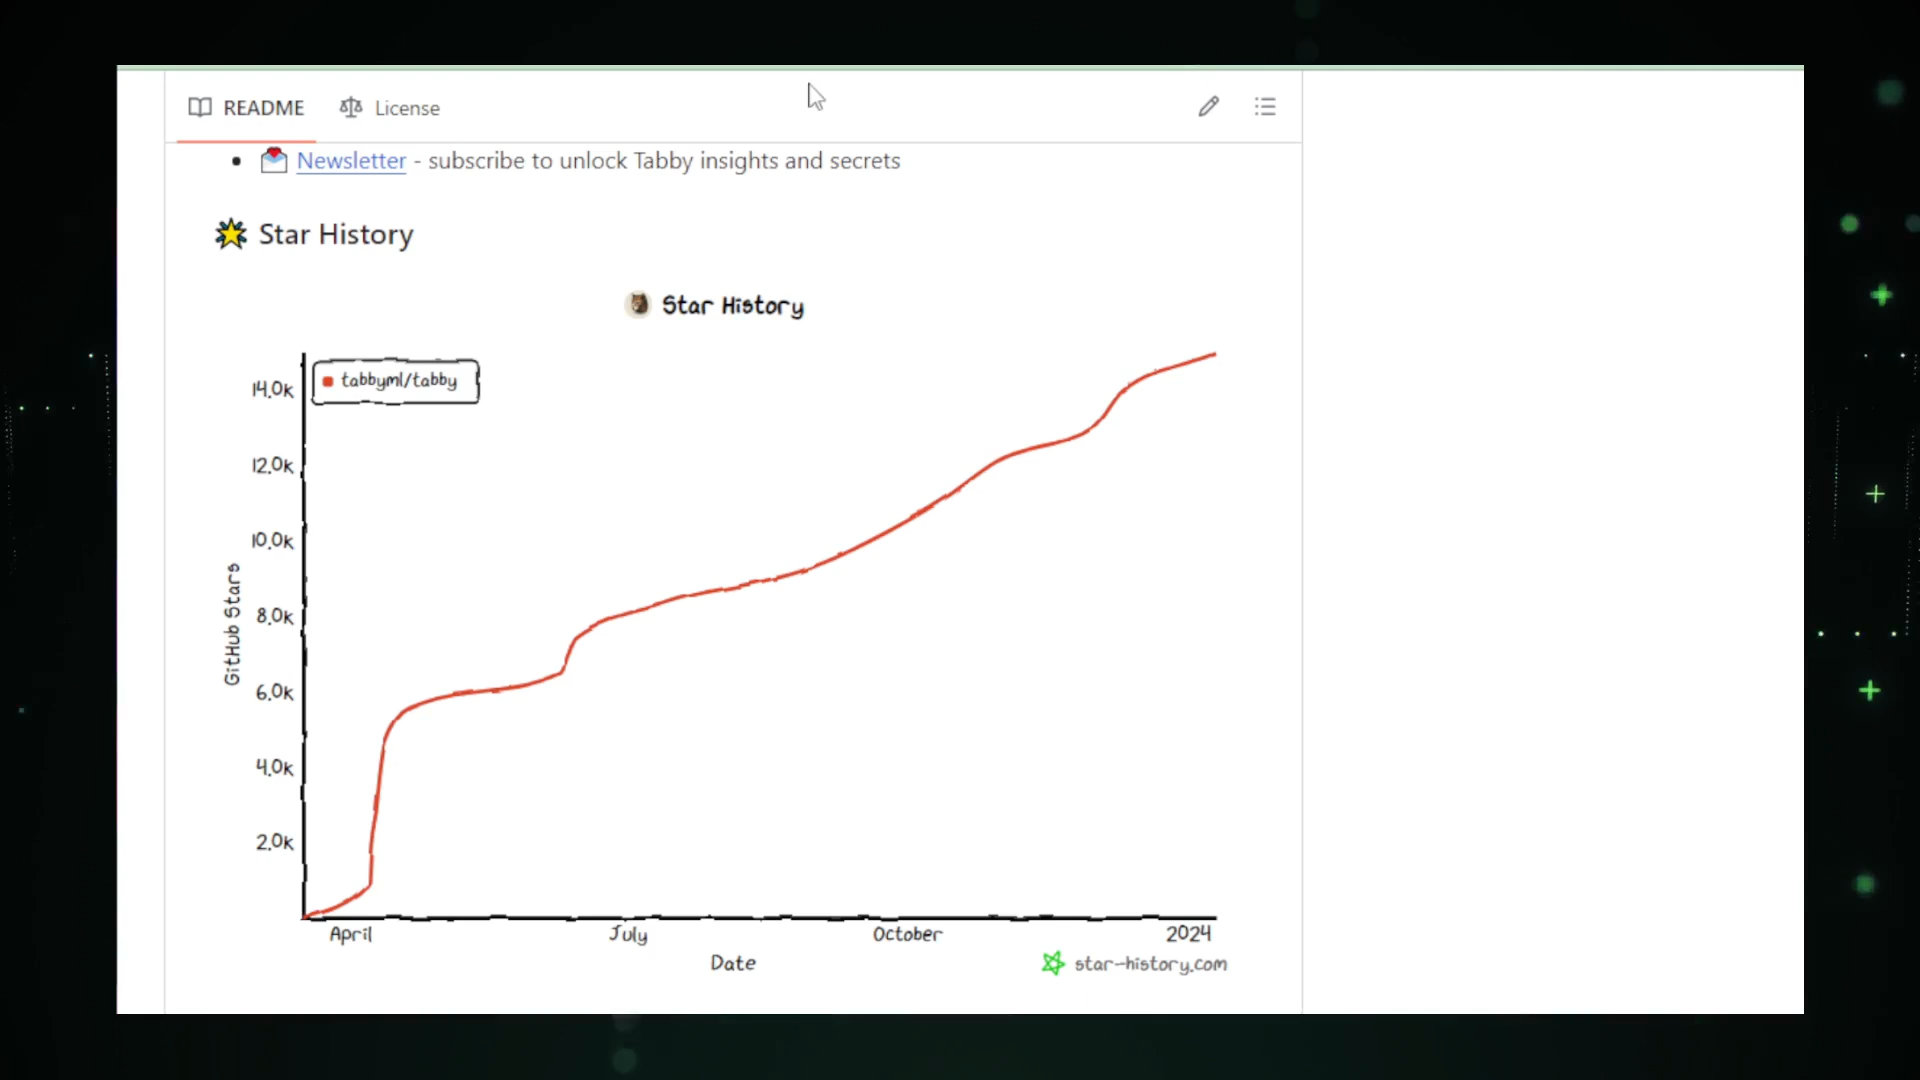 README License
Newsletter - subscribe to unlock Tabby insights and secrets
Star History
Star History
tabbyml/tabby
14.0k
12.0k
10.0k
8.0k
6.0k
4.0k
2.0k
GitHub Stars
April July October 2024
Date
star-history.com